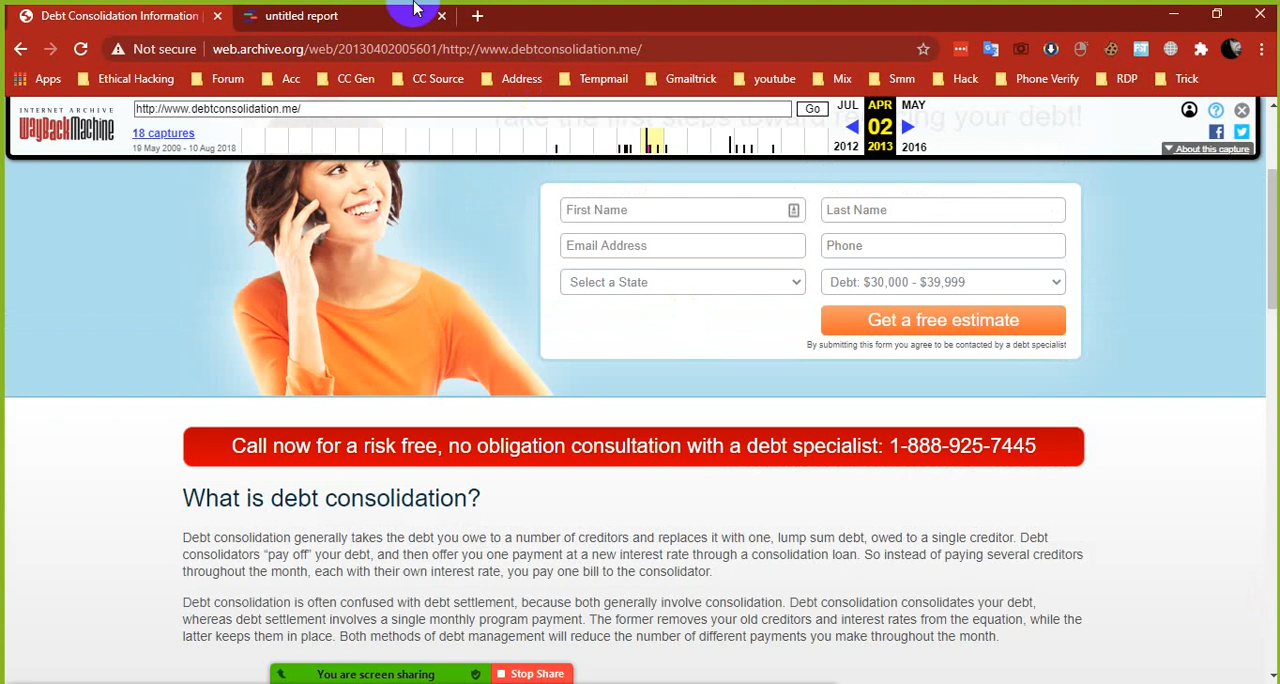 Debt Consolidation Information
untitled report
Not secure web.archive.org/web/20130402005601/http://www.debtconsolidation.me/
Apps Ethical Hacking Forum Acc CC Gen CC Source Address Tempmail Gmailtrick youtube Mix Smm Hack Phone Verify RDP Trick
INTERNET ARCHIVE
WayBackMachine
http://www.debtconsolidation.me/ Go JUL APR MAY
18 captures 02
19 May 2009 - 10 Aug 2018 2012 2013 2016
About this capture
Take the first steps toward reducing your debt!
First Name Last Name
Email Address Phone
Select a State Debt: $30,000 - $39,999
Get a free estimate
By submitting this form you agree to be contacted by a debt specialist
Call now for a risk free, no obligation consultation with a debt specialist: 1-888-925-7445
What is debt consolidation?
Debt consolidation generally takes the debt you owe to a number of creditors and replaces it with one, lump sum debt, owed to a single creditor. Debt
consolidators “pay off” your debt, and then offer you one payment at a new interest rate through a consolidation loan. So instead of paying several creditors
throughout the month, each with their own interest rate, you pay one bill to the consolidator.
Debt consolidation is often confused with debt settlement, because both generally involve consolidation. Debt consolidation consolidates your debt,
whereas debt settlement involves a single monthly program payment. The former removes your old creditors and interest rates from the equation, while the
latter keeps them in place. Both methods of debt management will reduce the number of different payments you make throughout the month.
You are screen sharing Stop Share